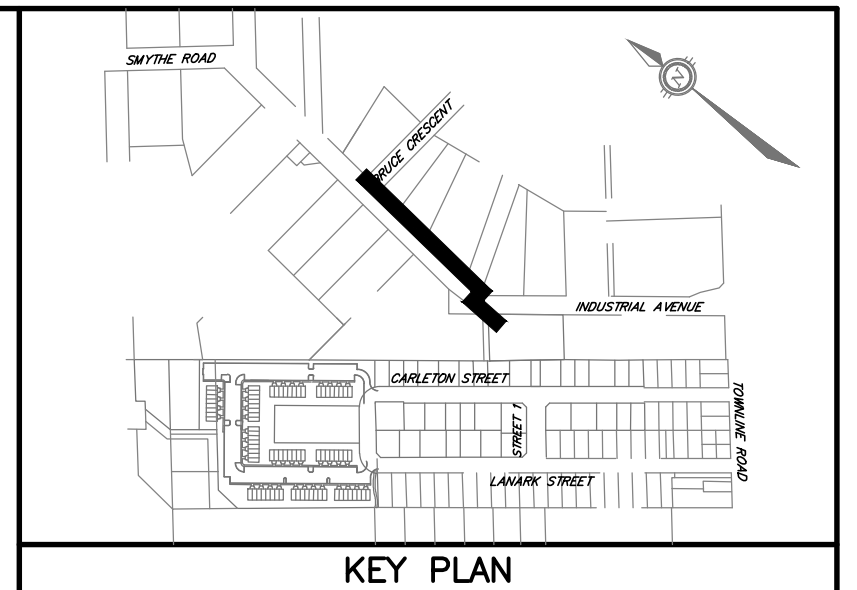 SMYTHE ROAD
BRUCE CRESCENT
INDUSTRIAL AVENUE
CARLETON STREET
STREET 1
TOWNLINE ROAD
LANARK STREET
N
KEY PLAN